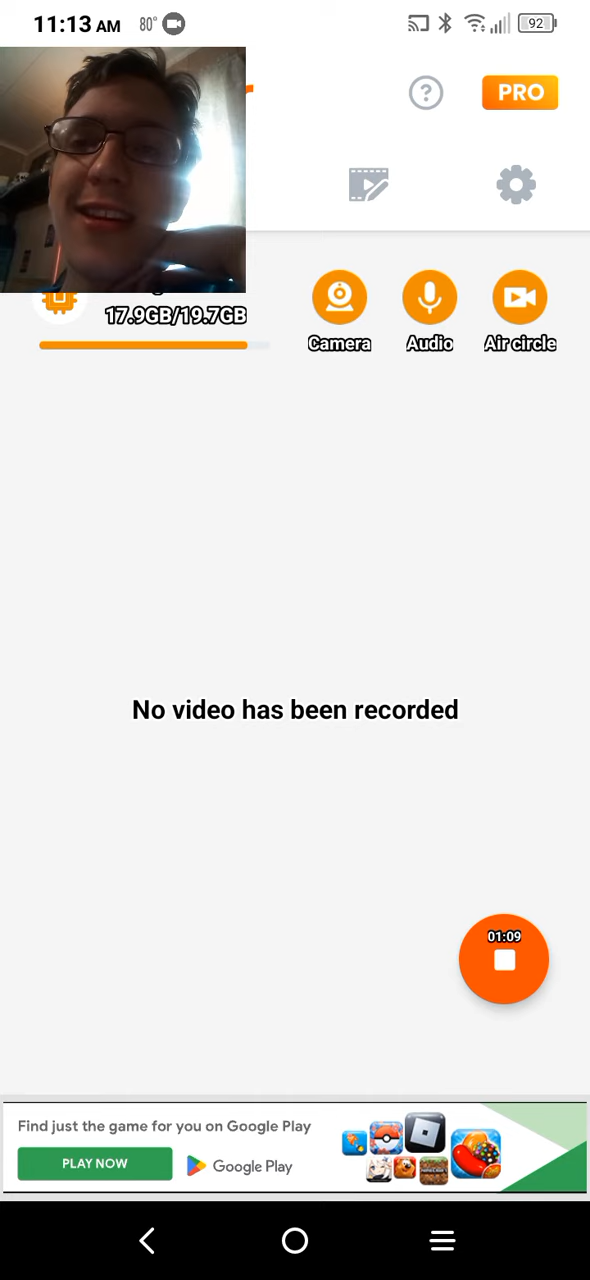 11:13 AM 80° 92
PRO
17.9GB/19.7GB
Camera Audio Air circle
No video has been recorded
01:09
Find just the game for you on Google Play
PLAY NOW Google Play